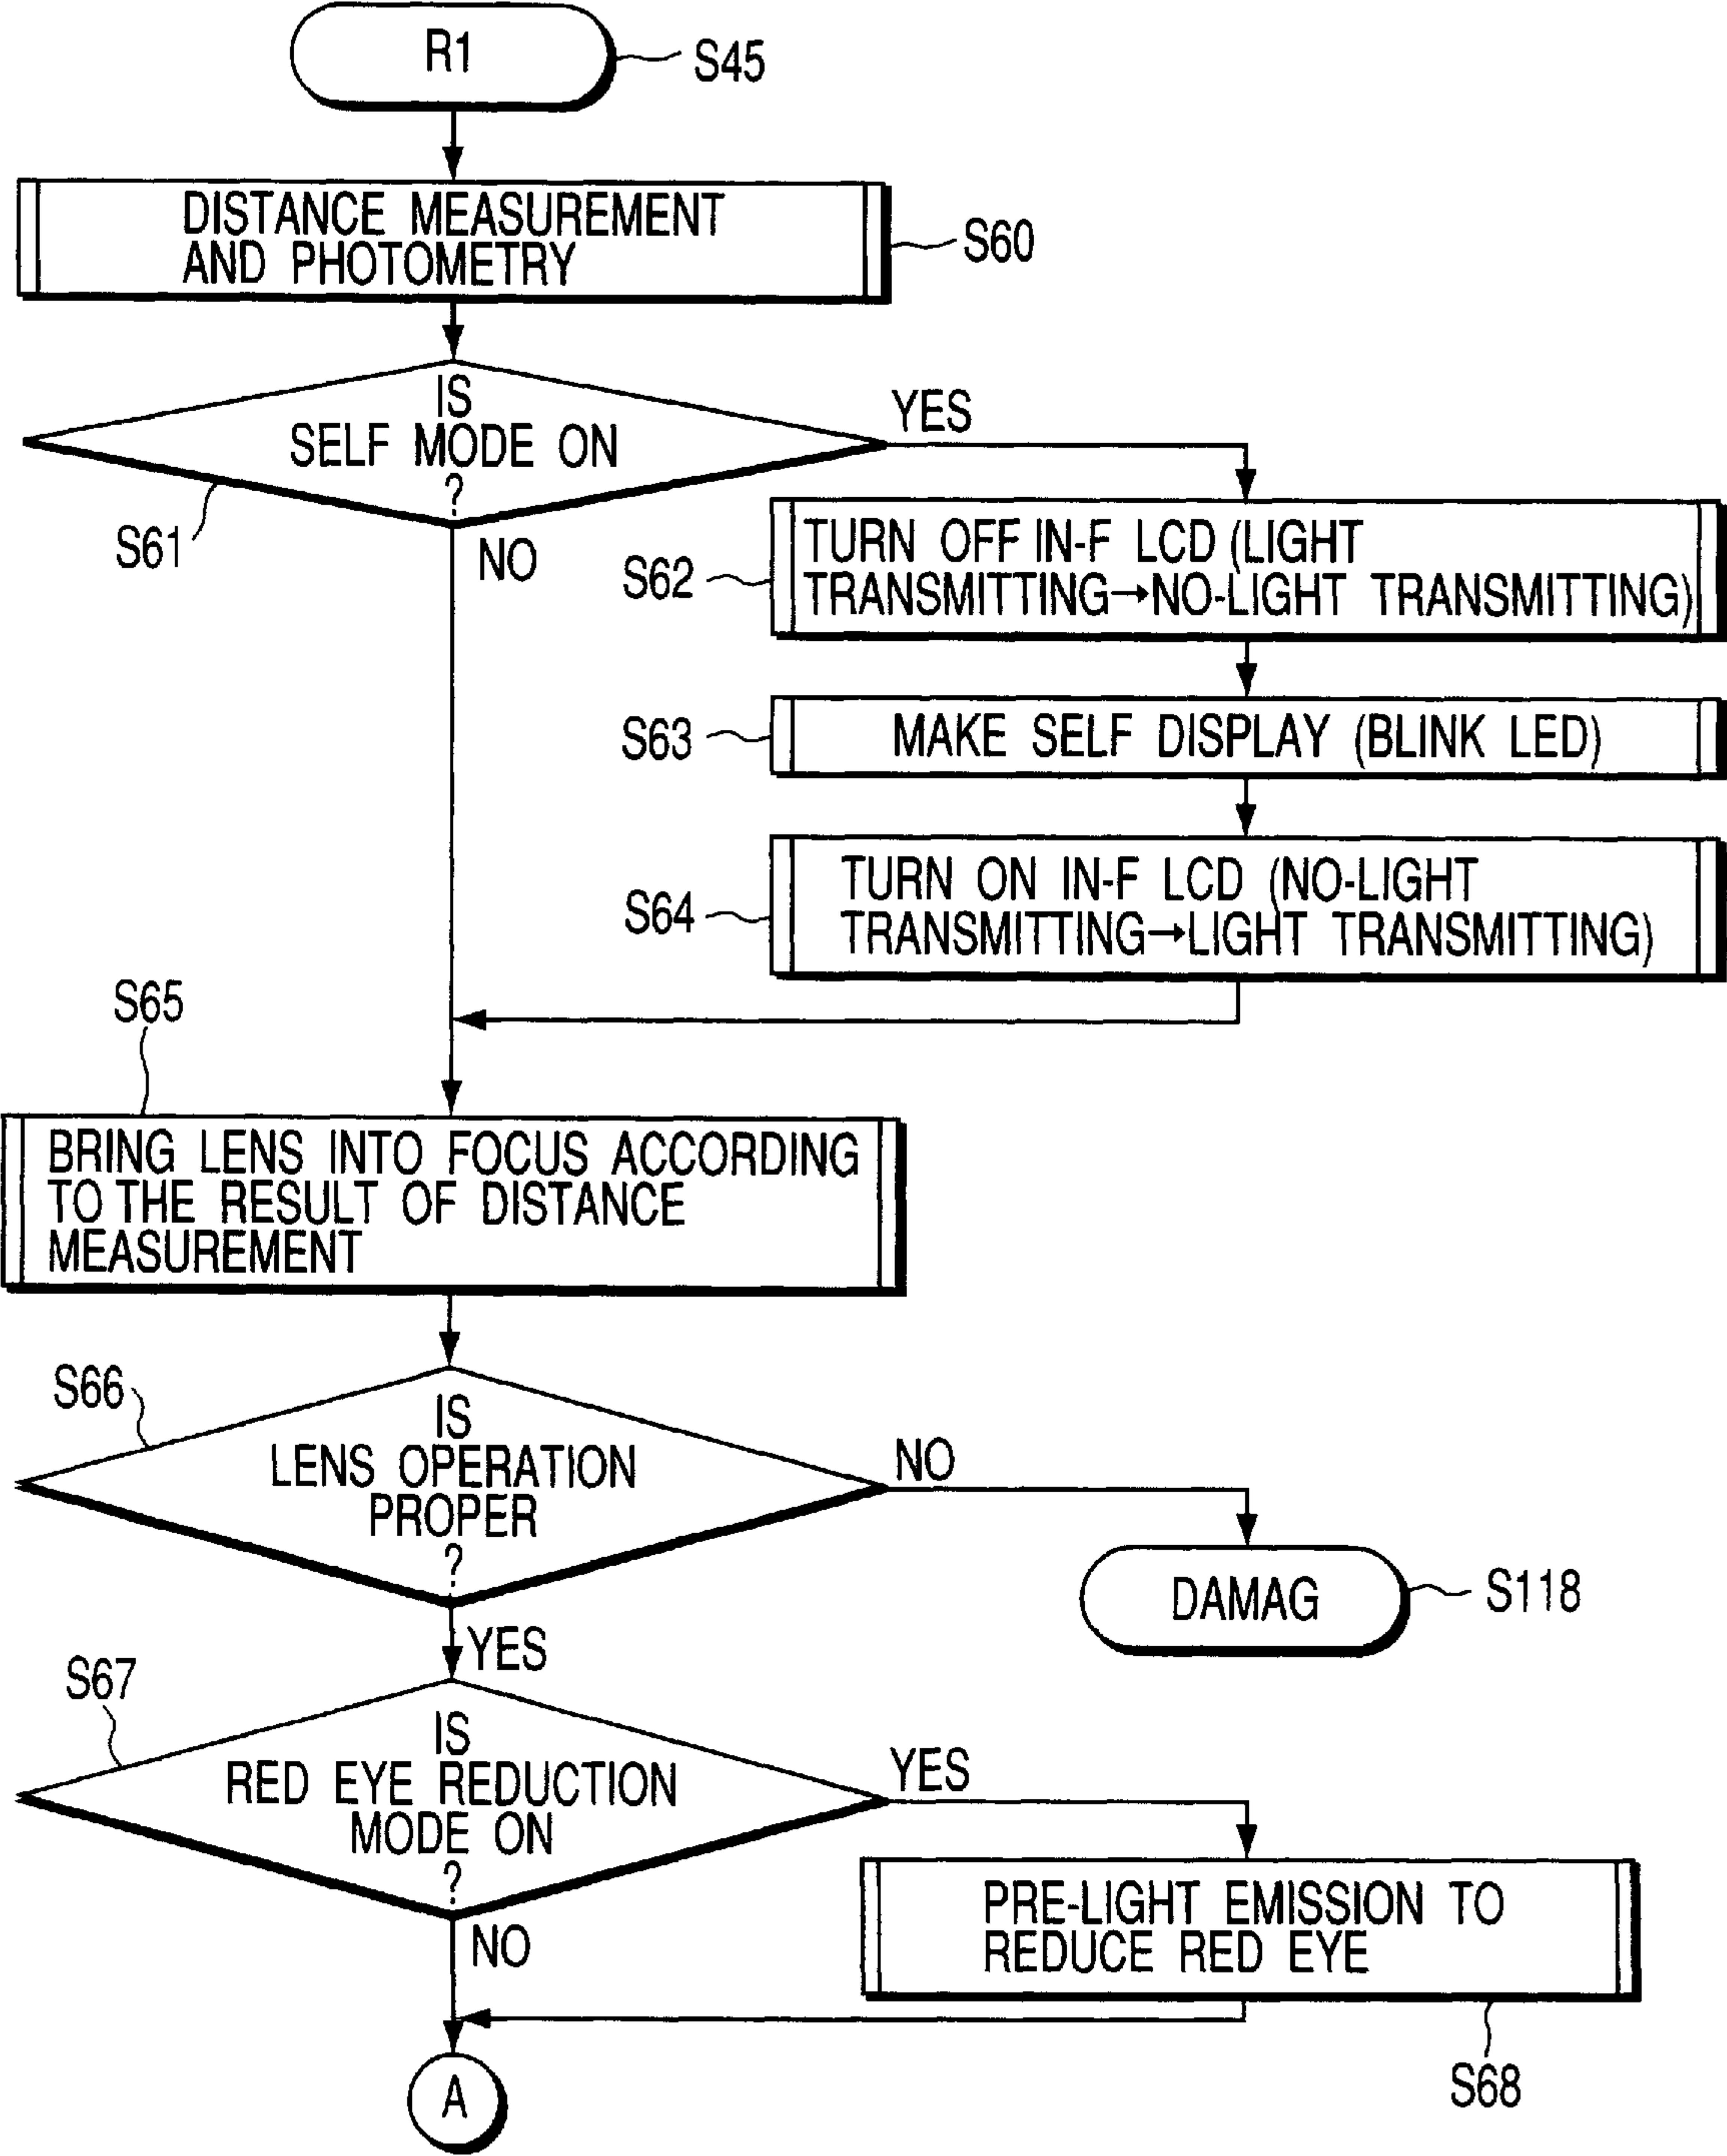 R1
S45
DISTANCE MEASUREMENT
AND PHOTOMETRY
S60
IS
SELF MODE ON
?
YES
S61
NO
TURN OFF IN-F LCD (LIGHT
TRANSMITTING→NO-LIGHT TRANSMITTING)
S62
S63
MAKE SELF DISPLAY (BLINK LED)
S64
TURN ON IN-F LCD (NO-LIGHT
TRANSMITTING→LIGHT TRANSMITTING)
S65
BRING LENS INTO FOCUS ACCORDING
TO THE RESULT OF DISTANCE
MEASUREMENT
S66
IS
LENS OPERATION
PROPER
?
NO
DAMAG
S118
YES
S67
IS
RED EYE REDUCTION
MODE ON
?
YES
NO
PRE-LIGHT EMISSION TO
REDUCE RED EYE
S68
A